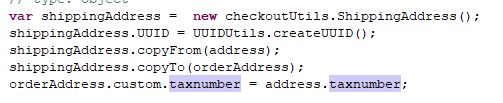 // type: object
var shippingAddress =  new checkoutUtils.ShippingAddress();
shippingAddress.UUID = UUIDUtils.createUUID();
shippingAddress.copyFrom(address);
shippingAddress.copyTo(orderAddress);
orderAddress.custom.taxnumber = address.taxnumber;